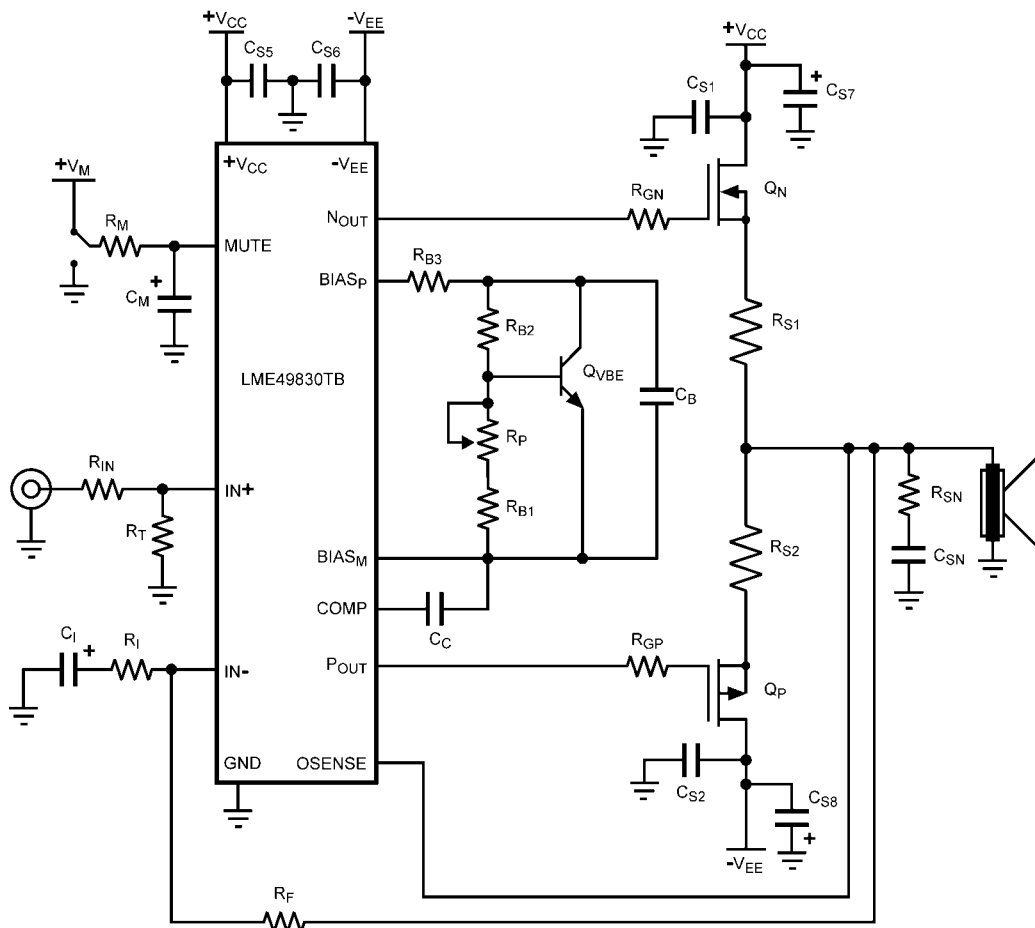 +VCC
-VEE
CS5
CS6
+VCC
CS1
+
CS7
+VCC
-VEE
+VM
RM
MUTE
+
CM
NOUT
RGN
QN
BIASP
RB3
RB2
QVBE
RS1
LME49830TB
CB
RP
RIN
IN+
RT
RB1
RSN
RS2
CSN
BIASM
COMP
CC
CI
+
RI
IN-
POUT
RGP
QP
GND
OSENSE
CS2
CS8
+
-VEE
RF